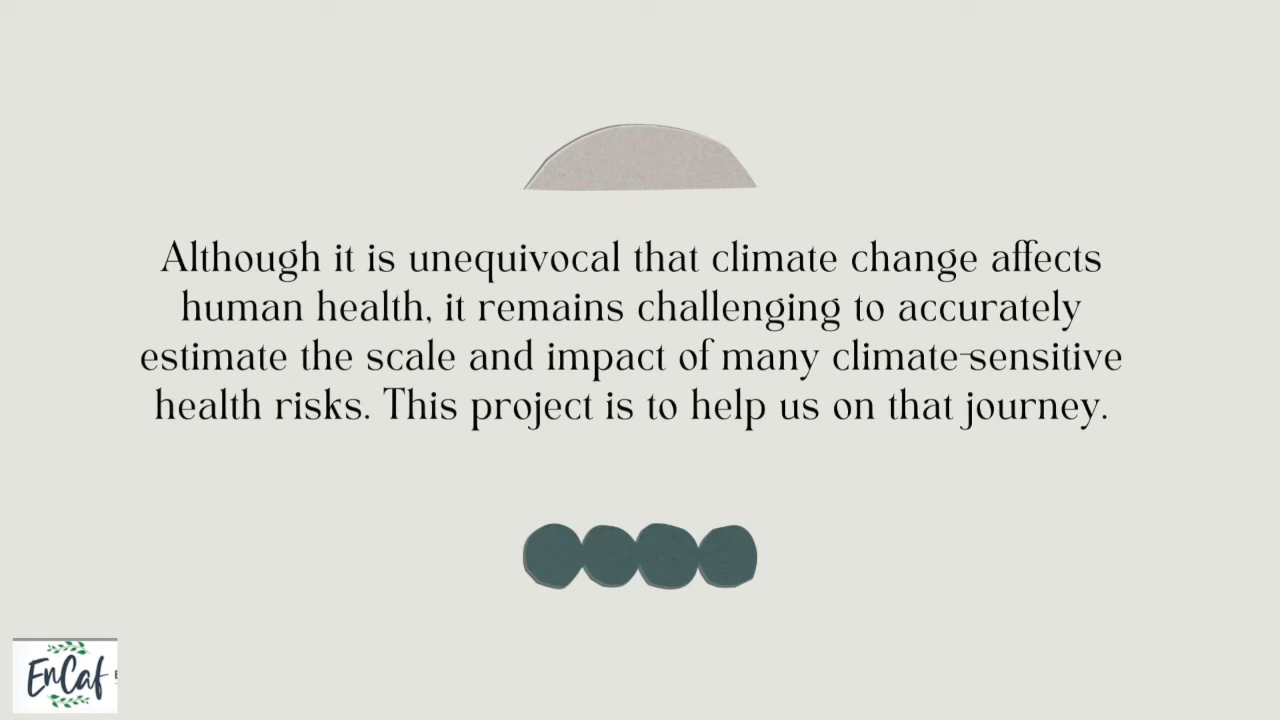 Although it is unequivocal that climate change affects
human health, it remains challenging to accurately
estimate the scale and impact of many climate-sensitive
health risks. This project is to help us on that journey.
EnCaf